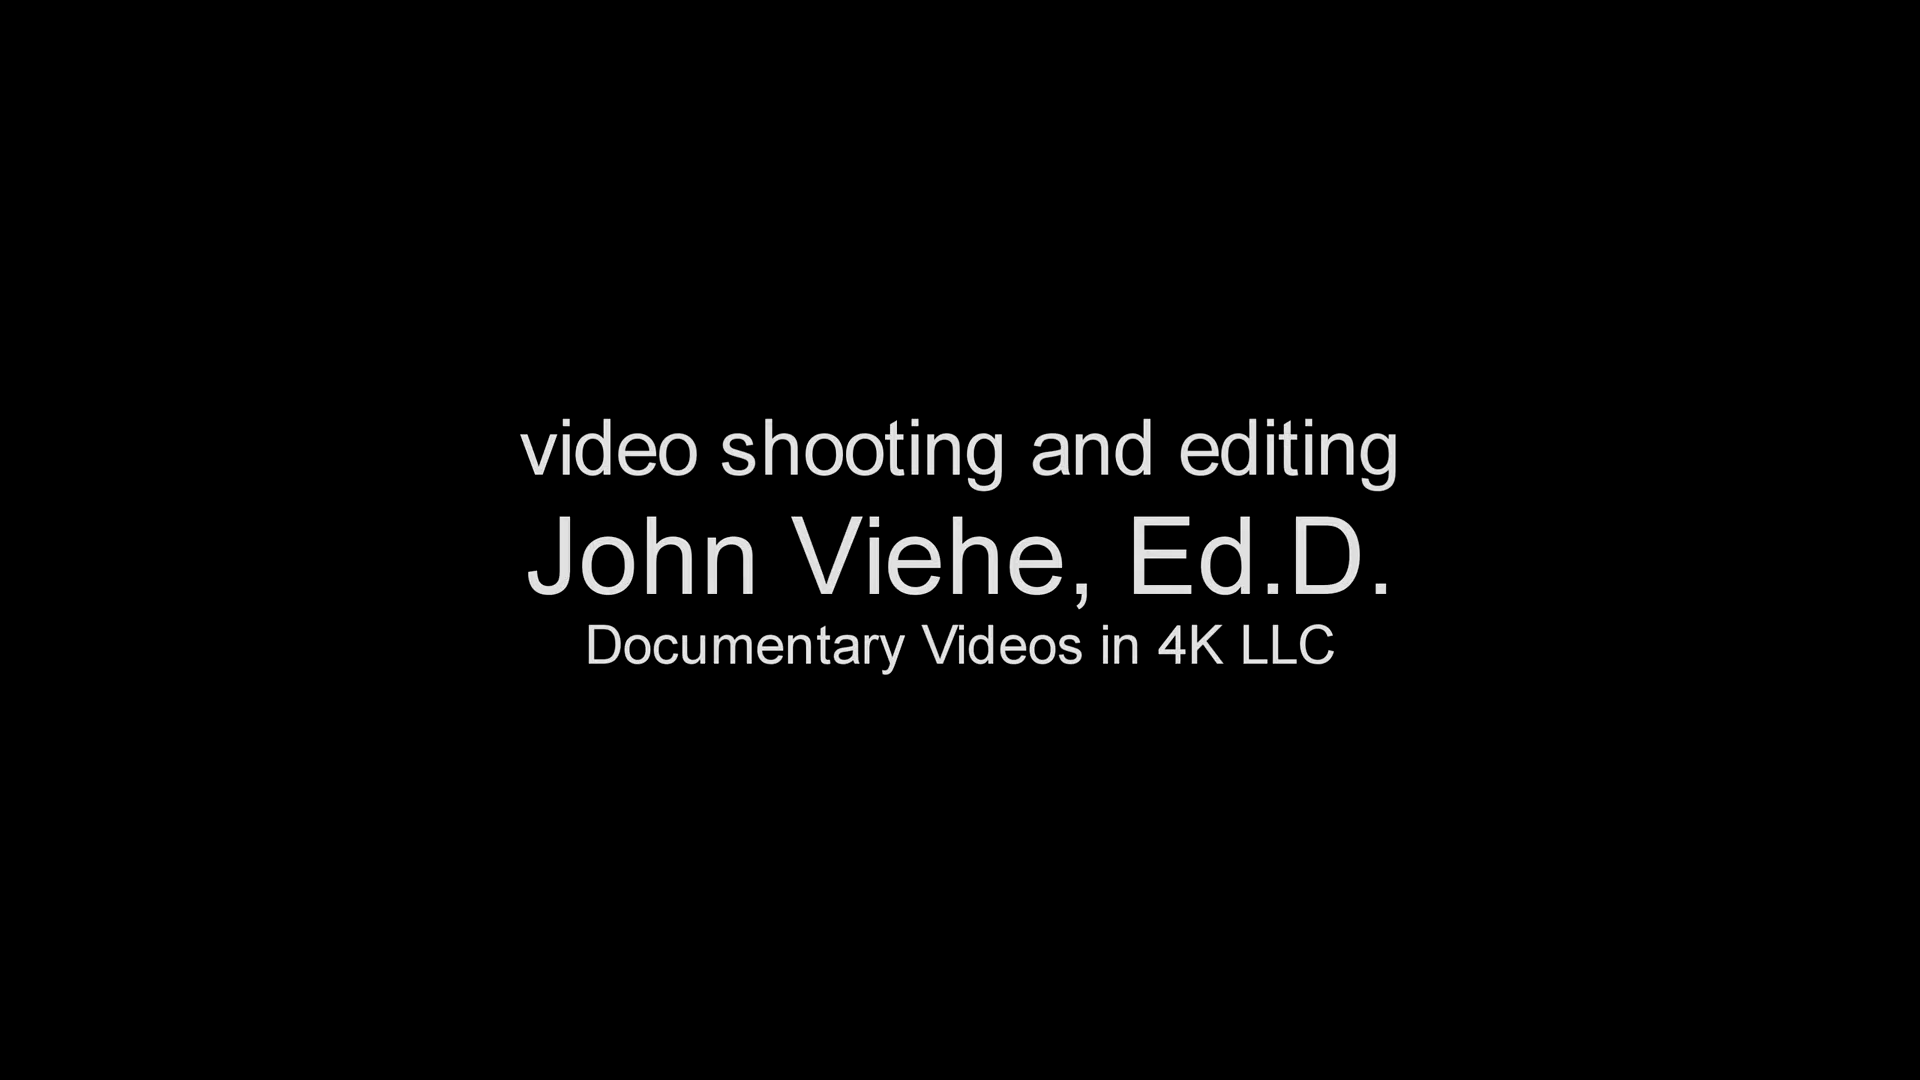 video shooting and editing
John Viehe, Ed.D.
Documentary Videos in 4K LLC